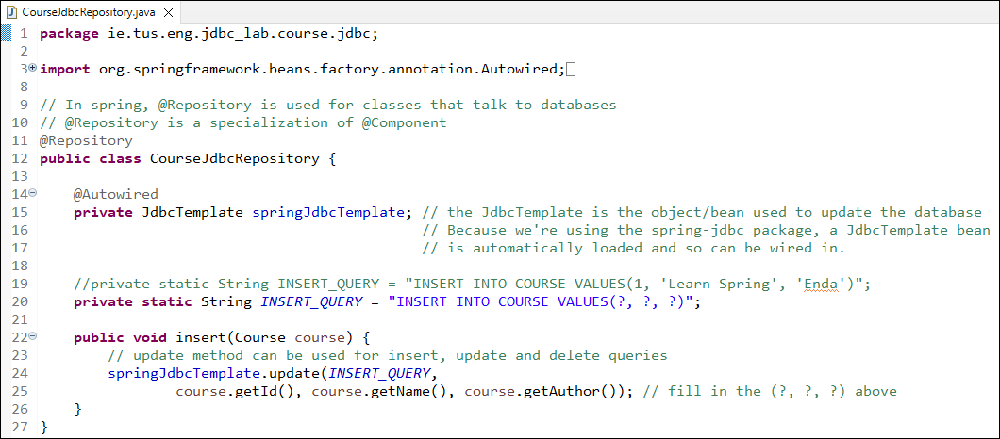 CourseJdbcRepository.java
1 package ie.tus.eng.jdbc_lab.course.jdbc;
2
3 import org.springframework.beans.factory.annotation.Autowired;
8
9 // In spring, @Repository is used for classes that talk to databases
10 // @Repository is a specialization of @Component
11 @Repository
12 public class CourseJdbcRepository {
13
14 @Autowired
15 private JdbcTemplate springJdbcTemplate; // the JdbcTemplate is the object/bean used to update the database
16 // Because we're using the spring-jdbc package, a JdbcTemplate bean
17 // is automatically loaded and so can be wired in.
18
19 //private static String INSERT_QUERY = "INSERT INTO COURSE VALUES(1, 'Learn Spring', 'Enda')";
20 private static String INSERT_QUERY = "INSERT INTO COURSE VALUES(?, ?, ?)";
21
22 public void insert(Course course) {
23 // update method can be used for insert, update and delete queries
24 springJdbcTemplate.update(INSERT_QUERY,
25 course.getId(), course.getName(), course.getAuthor()); // fill in the (?, ?, ?) above
26 }
27 }